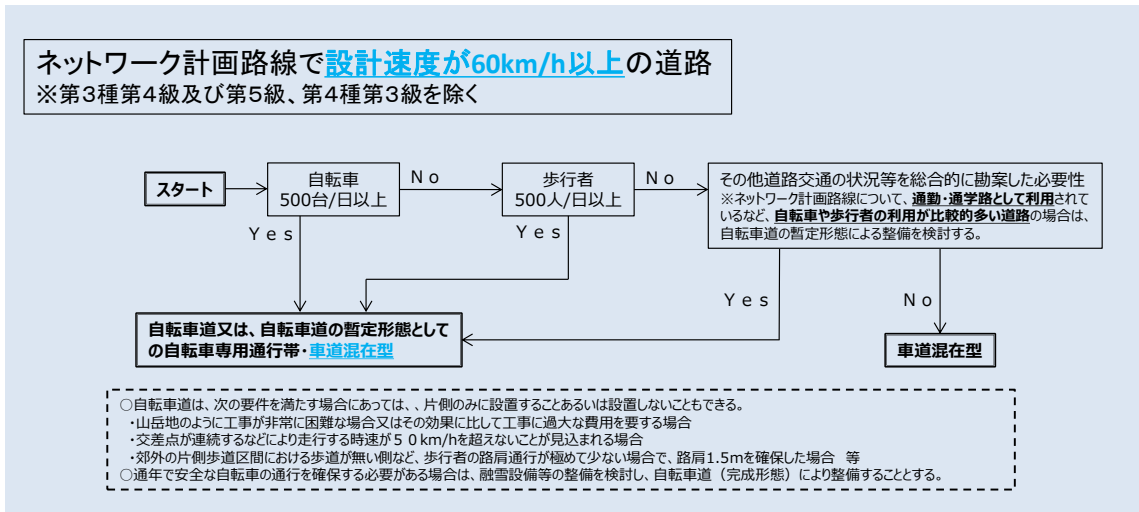 ネットワーク計画路線で設計速度が60km/h以上の道路
※第3種第4級及び第5級、第4種第3級を除く
スタート
自転車
500台/日以上
No
歩行者
500人/日以上
No
その他道路交通の状況等を総合的に勘案した必要性
※ネットワーク計画路線について、通勤・通学路として利用されて
いるなど、自転車や歩行者の利用が比較的多い道路の場合は、
自転車道の暫定形態による整備を検討する。
Yes
Yes
Yes
No
自転車道又は、自転車道の暫定形態として
の自転車専用通行帯・車道混在型
車道混在型
○自転車道は、次の要件を満たす場合にあっては、、片側のみに設置することあるいは設置しないこともできる。
・山岳地のように工事が非常に困難な場合又はその効果に比して工事に過大な費用を要する場合
・交差点が連続するなどにより走行する時速が50km/hを超えないことが見込まれる場合
・郊外の片側歩道区間における歩道が無い側など、歩行者の路肩通行が極めて少ない場合で、路肩1.5mを確保した場合 等
○通年で安全な自転車の通行を確保する必要がある場合は、融雪設備等の整備を検討し、自転車道（完成形態）により整備することとする。